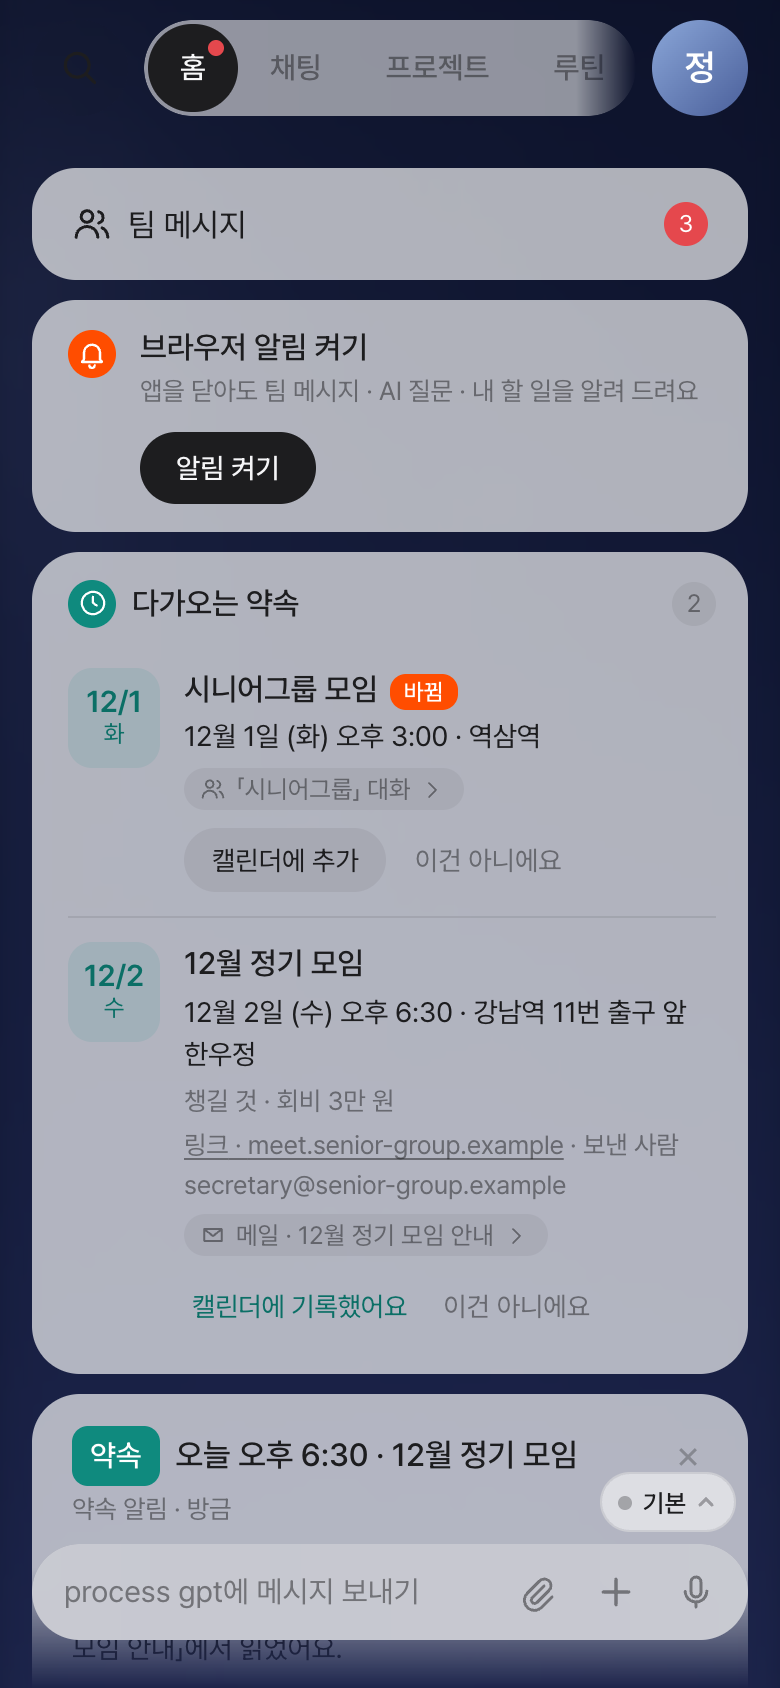 홈
채팅
프로젝트
루틴
정
팀 메시지
3
브라우저 알림 켜기
앱을 닫아도 팀 메시지 · AI 질문 · 내 할 일을 알려 드려요
알림 켜기
다가오는 약속
2
12/1
화
시니어그룹 모임 바뀜
12월 1일 (화) 오후 3:00 · 역삼역
「시니어그룹」 대화
캘린더에 추가
이건 아니에요
12/2
수
12월 정기 모임
12월 2일 (수) 오후 6:30 · 강남역 11번 출구 앞
한우정
챙길 것 · 회비 3만 원
링크 · meet.senior-group.example · 보낸 사람
secretary@senior-group.example
메일 · 12월 정기 모임 안내
캘린더에 기록했어요
이건 아니에요
약속 오늘 오후 6:30 · 12월 정기 모임
약속 알림 · 방금
기본
process gpt에 메시지 보내기
모임 안내」에서 읽었어요.